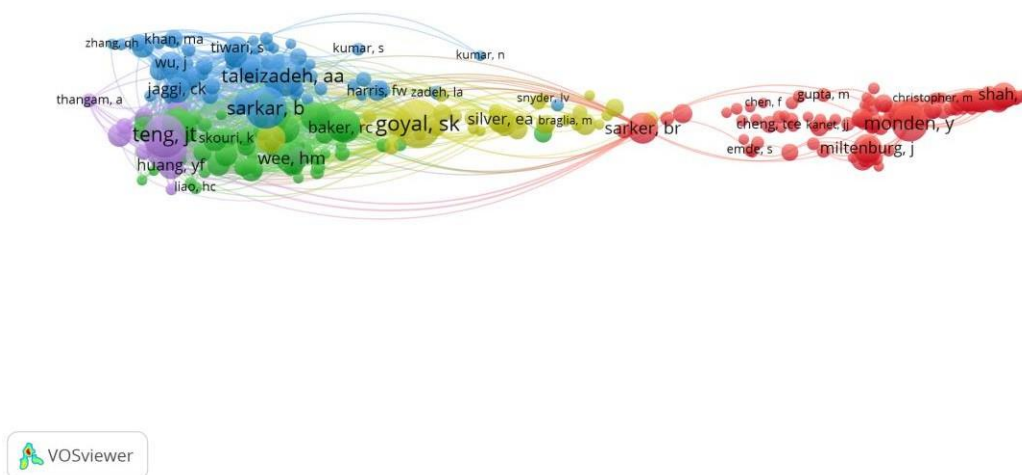 zhang, qh
khan, ma
tiwari, s
kumar, s
kumar, n
wu, j
taleizadeh, aa
jaggi, ck
harris, fw
zadeh, la
thangam, a
sarkar, b
snyder, lv
chen, f
gupta, m
christopher, m
shah,
teng, jt
skouri, k
baker, rc
goyal, sk
silver, ea
braglia, m
sarker, br
cheng, tce
kanet, jj
monden, y
huang, yf
wee, hm
emde, s
miltenburg, j
liao, hc
VOSviewer